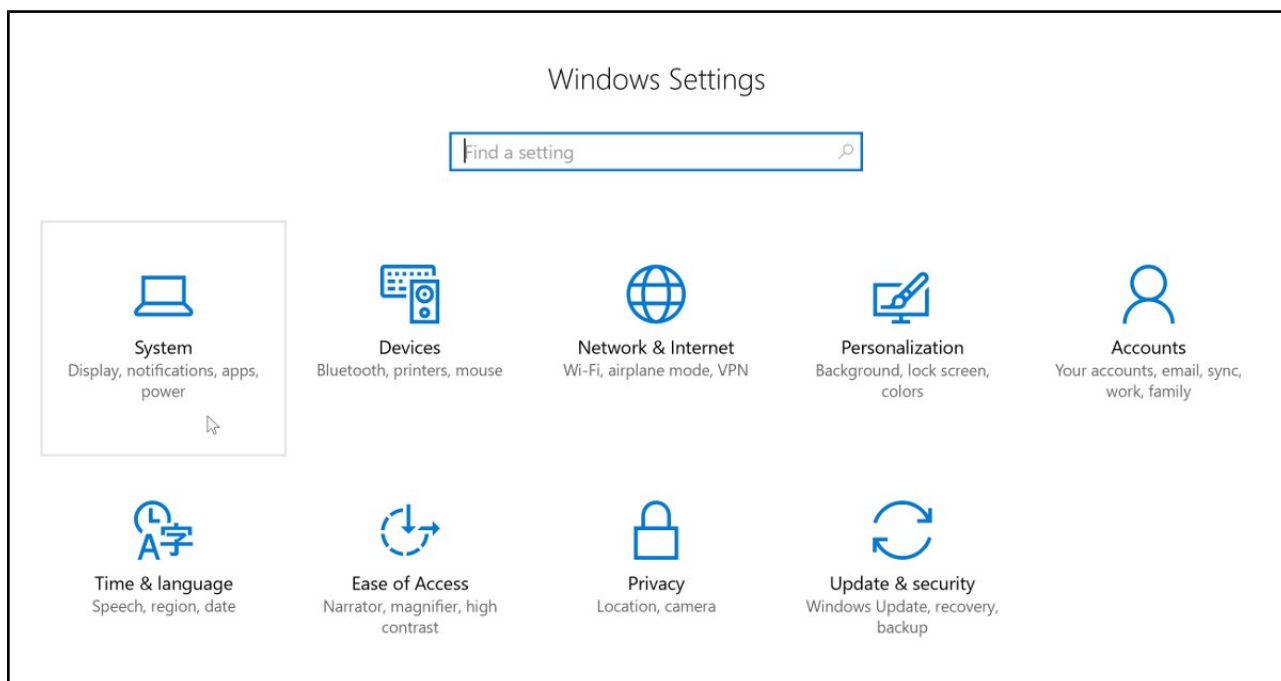 Windows Settings
Find a setting
System
Display, notifications, apps,
power
Devices
Bluetooth, printers, mouse
Network & Internet
Wi-Fi, airplane mode, VPN
Personalization
Background, lock screen,
colors
Accounts
Your accounts, email, sync,
work, family
A字
Time & language
Speech, region, date
Ease of Access
Narrator, magnifier, high
contrast
Privacy
Location, camera
Update & security
Windows Update, recovery,
backup